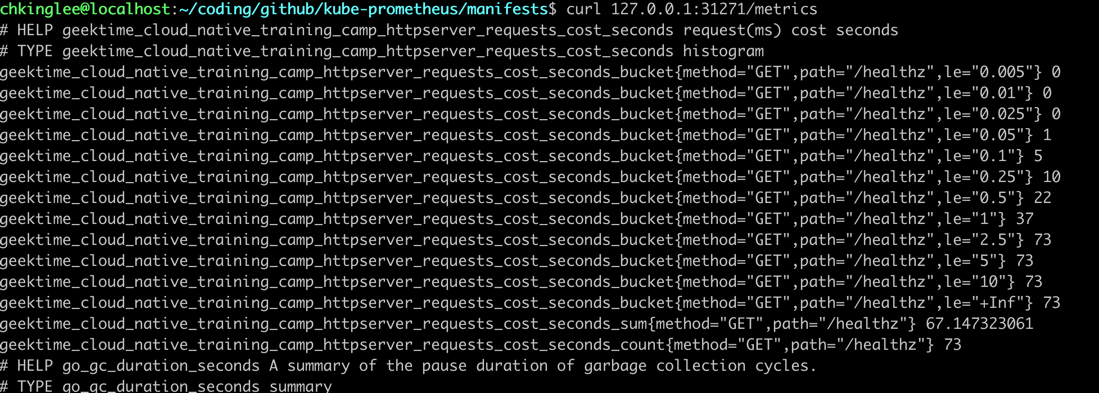 chkinglee@localhost:~/coding/github/kube-prometheus/manifests$ curl 127.0.0.1:31271/metrics
# HELP geektime_cloud_native_training_camp_httpserver_requests_cost_seconds request(ms) cost seconds
# TYPE geektime_cloud_native_training_camp_httpserver_requests_cost_seconds histogram
geektime_cloud_native_training_camp_httpserver_requests_cost_seconds_bucket{method="GET",path="/healthz",le="0.005"} 0
geektime_cloud_native_training_camp_httpserver_requests_cost_seconds_bucket{method="GET",path="/healthz",le="0.01"} 0
geektime_cloud_native_training_camp_httpserver_requests_cost_seconds_bucket{method="GET",path="/healthz",le="0.025"} 0
geektime_cloud_native_training_camp_httpserver_requests_cost_seconds_bucket{method="GET",path="/healthz",le="0.05"} 1
geektime_cloud_native_training_camp_httpserver_requests_cost_seconds_bucket{method="GET",path="/healthz",le="0.1"} 5
geektime_cloud_native_training_camp_httpserver_requests_cost_seconds_bucket{method="GET",path="/healthz",le="0.25"} 10
geektime_cloud_native_training_camp_httpserver_requests_cost_seconds_bucket{method="GET",path="/healthz",le="0.5"} 22
geektime_cloud_native_training_camp_httpserver_requests_cost_seconds_bucket{method="GET",path="/healthz",le="1"} 37
geektime_cloud_native_training_camp_httpserver_requests_cost_seconds_bucket{method="GET",path="/healthz",le="2.5"} 73
geektime_cloud_native_training_camp_httpserver_requests_cost_seconds_bucket{method="GET",path="/healthz",le="5"} 73
geektime_cloud_native_training_camp_httpserver_requests_cost_seconds_bucket{method="GET",path="/healthz",le="10"} 73
geektime_cloud_native_training_camp_httpserver_requests_cost_seconds_bucket{method="GET",path="/healthz",le="+Inf"} 73
geektime_cloud_native_training_camp_httpserver_requests_cost_seconds_sum{method="GET",path="/healthz"} 67.147323061
geektime_cloud_native_training_camp_httpserver_requests_cost_seconds_count{method="GET",path="/healthz"} 73
# HELP go_gc_duration_seconds A summary of the pause duration of garbage collection cycles.
# TYPE go_gc_duration_seconds summary